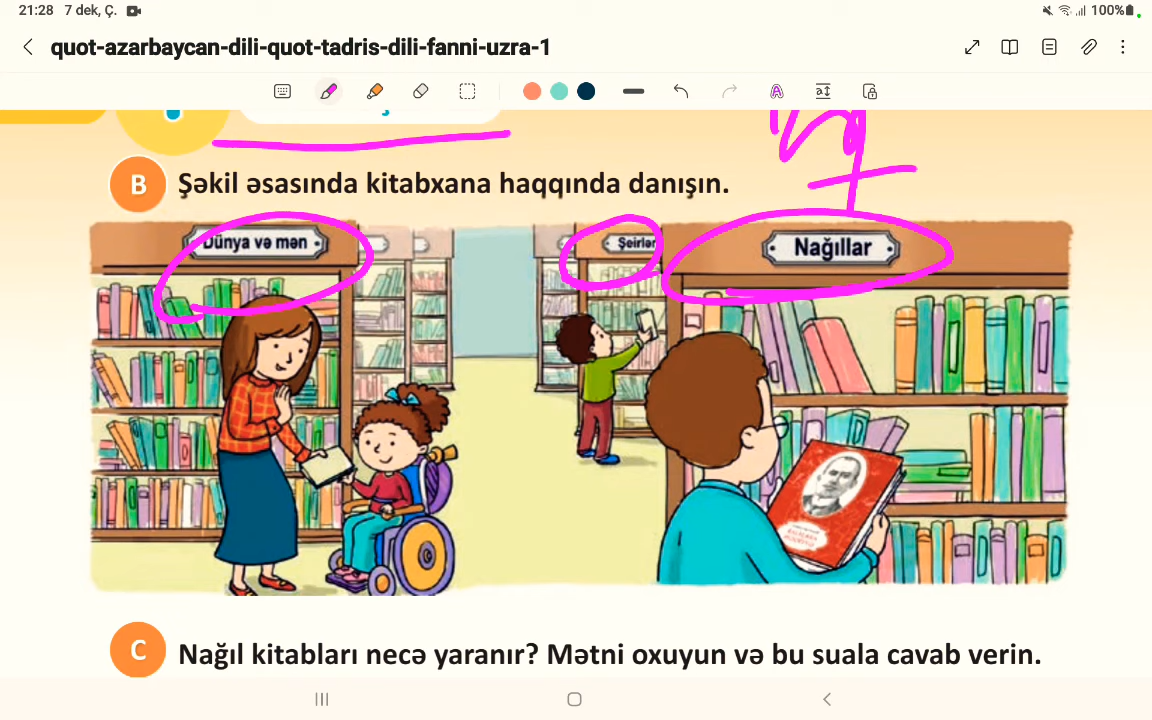 21:28 7 dek, Ç. 100%
quot-azarbaycan-dili-quot-tadris-dili-fanni-uzra-1
B Şəkil əsasında kitabxana haqqında danışın.
Dünya və mən
Şeirlər
Nağıllar
C Nağıl kitabları necə yaranır? Mətni oxuyun və bu suala cavab verin.